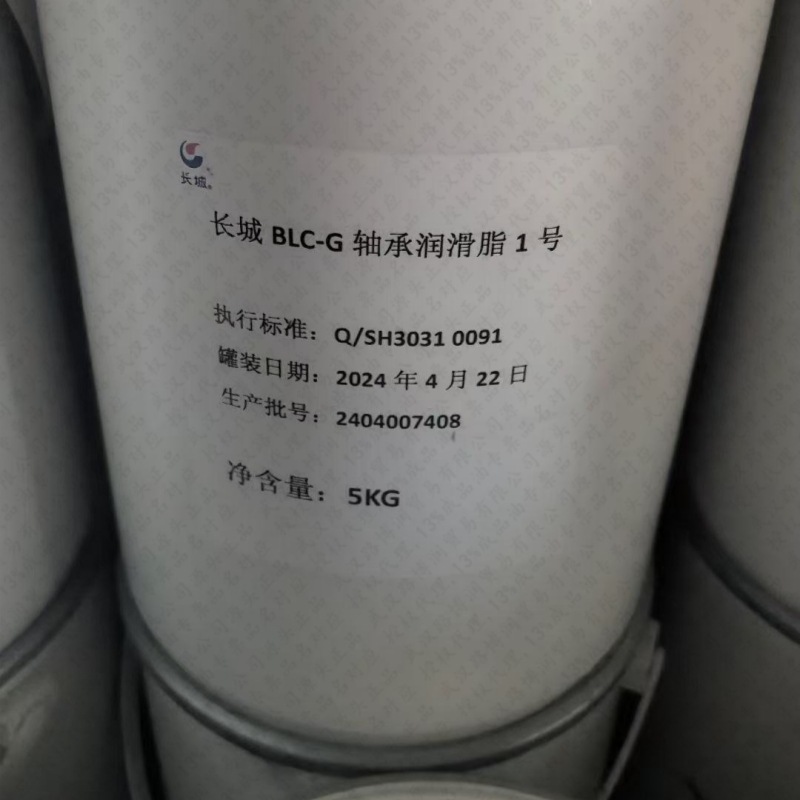 长城®
长城 BLC-G 轴承润滑脂 1 号
执行标准：Q/SH3031 0091
罐装日期：2024 年 4 月 22 日
生产批号：2404007408
净含量：5KG